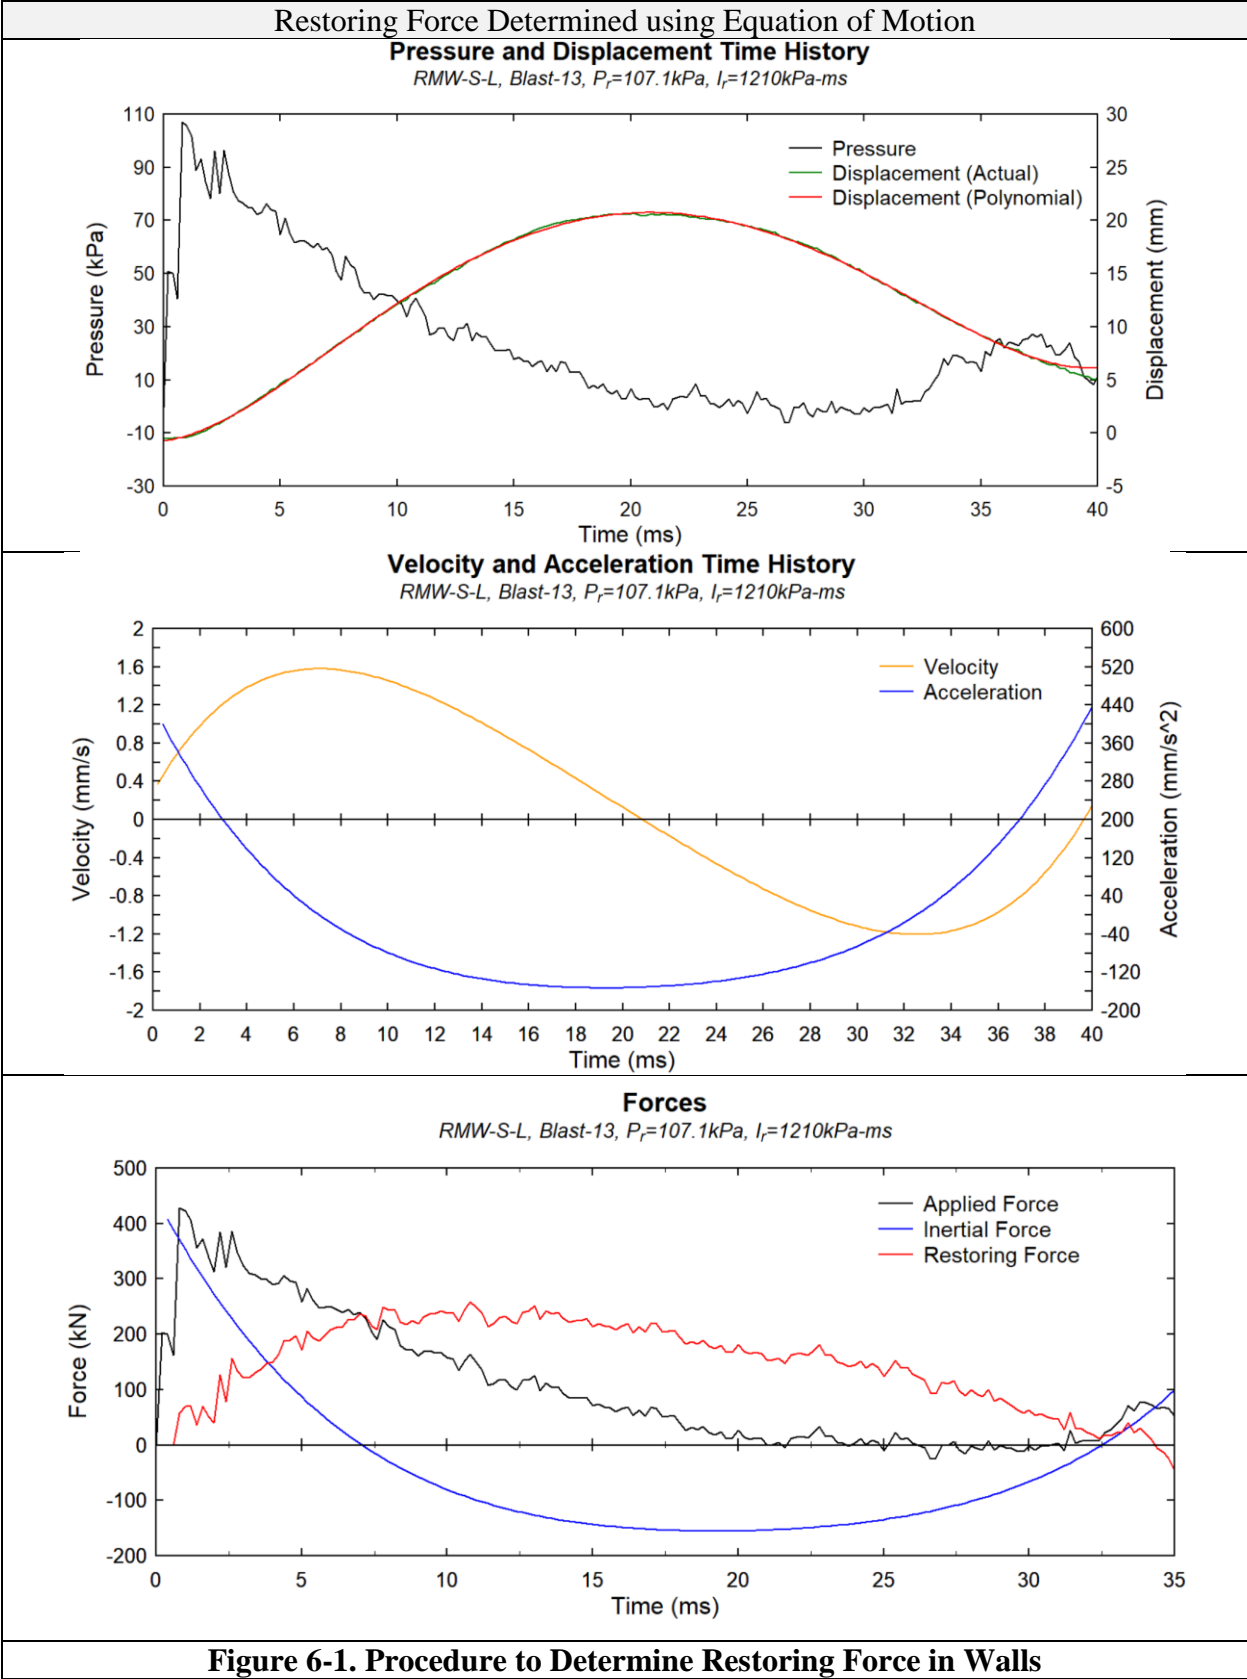 Restoring Force Determined using Equation of Motion
Pressure and Displacement Time History
RMW-S-L, Blast-13, Pr=107.1kPa, Ir=1210kPa-ms
110
90
70
50
30
10
-10
-30
Pressure (kPa)
Pressure
Displacement (Actual)
Displacement (Polynomial)
30
25
20
15
10
5
0
-5
Displacement (mm)
0 5 10 15 20 25 30 35 40
Time (ms)
Velocity and Acceleration Time History
RMW-S-L, Blast-13, Pr=107.1kPa, Ir=1210kPa-ms
2
1.6
1.2
0.8
0.4
0
-0.4
-0.8
-1.2
-1.6
-2
Velocity (mm/s)
Velocity
Acceleration
600
520
440
360
280
200
120
40
-40
-120
-200
Acceleration (mm/s^2)
0 2 4 6 8 10 12 14 16 18 20 22 24 26 28 30 32 34 36 38 40
Time (ms)
Forces
RMW-S-L, Blast-13, Pr=107.1kPa, Ir=1210kPa-ms
500
400
300
200
100
0
-100
-200
Force (kN)
Applied Force
Inertial Force
Restoring Force
0 5 10 15 20 25 30 35
Time (ms)
Figure 6-1. Procedure to Determine Restoring Force in Walls